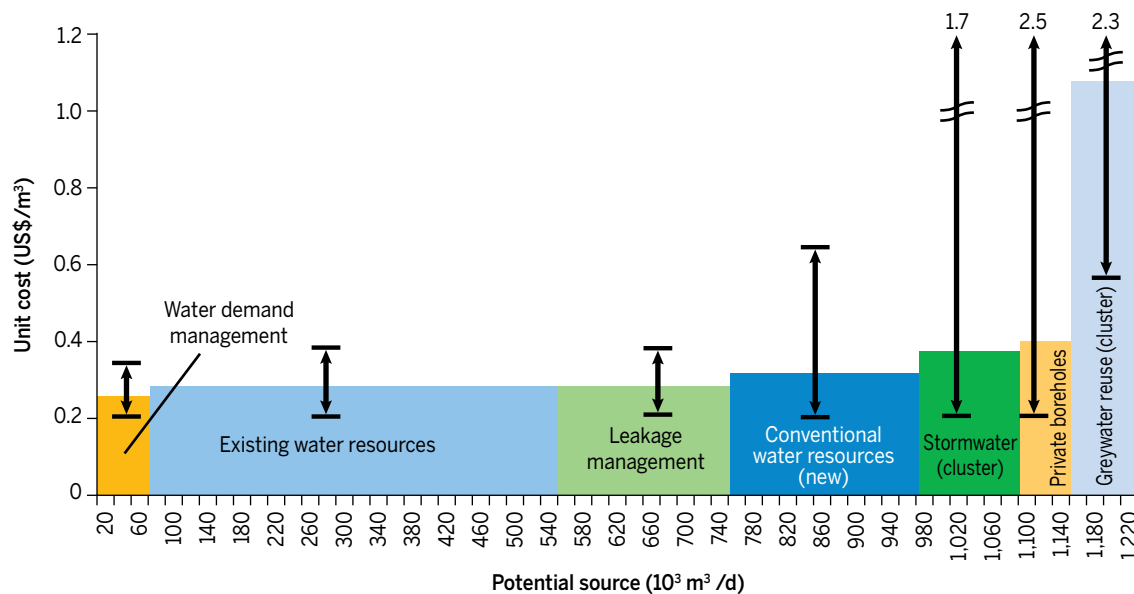 1.7
2.5
2.3
1.2
1.0
0.8
0.6
0.4
0.2
0
Unit cost (US$/m³)
Water demand
management
Existing water resources
Leakage
management
Conventional
water resources
(new)
Stormwater
(cluster)
Private boreholes
Greywater reuse (cluster)
20
60
100
140
180
220
260
300
340
380
420
460
500
540
580
620
660
700
740
780
820
860
900
940
980
1,020
1,060
1,100
1,140
1,180
1,220
Potential source (10³ m³ /d)